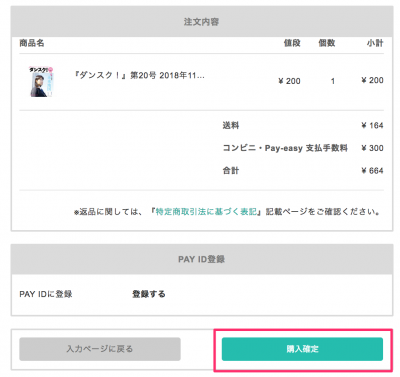 注文内容
商品名 値段 個数 小計
ダンスク！
『ダンスク！』第20号 2018年11... ¥ 200 1 ¥ 200
送料 ¥ 164
コンビニ・Pay-easy 支払手数料 ¥ 300
合計 ¥ 664
※返品に関しては、『特定商取引法に基づく表記』記載ページをご確認ください。
PAY ID登録
PAY IDに登録 登録する
入力ページに戻る 購入確定